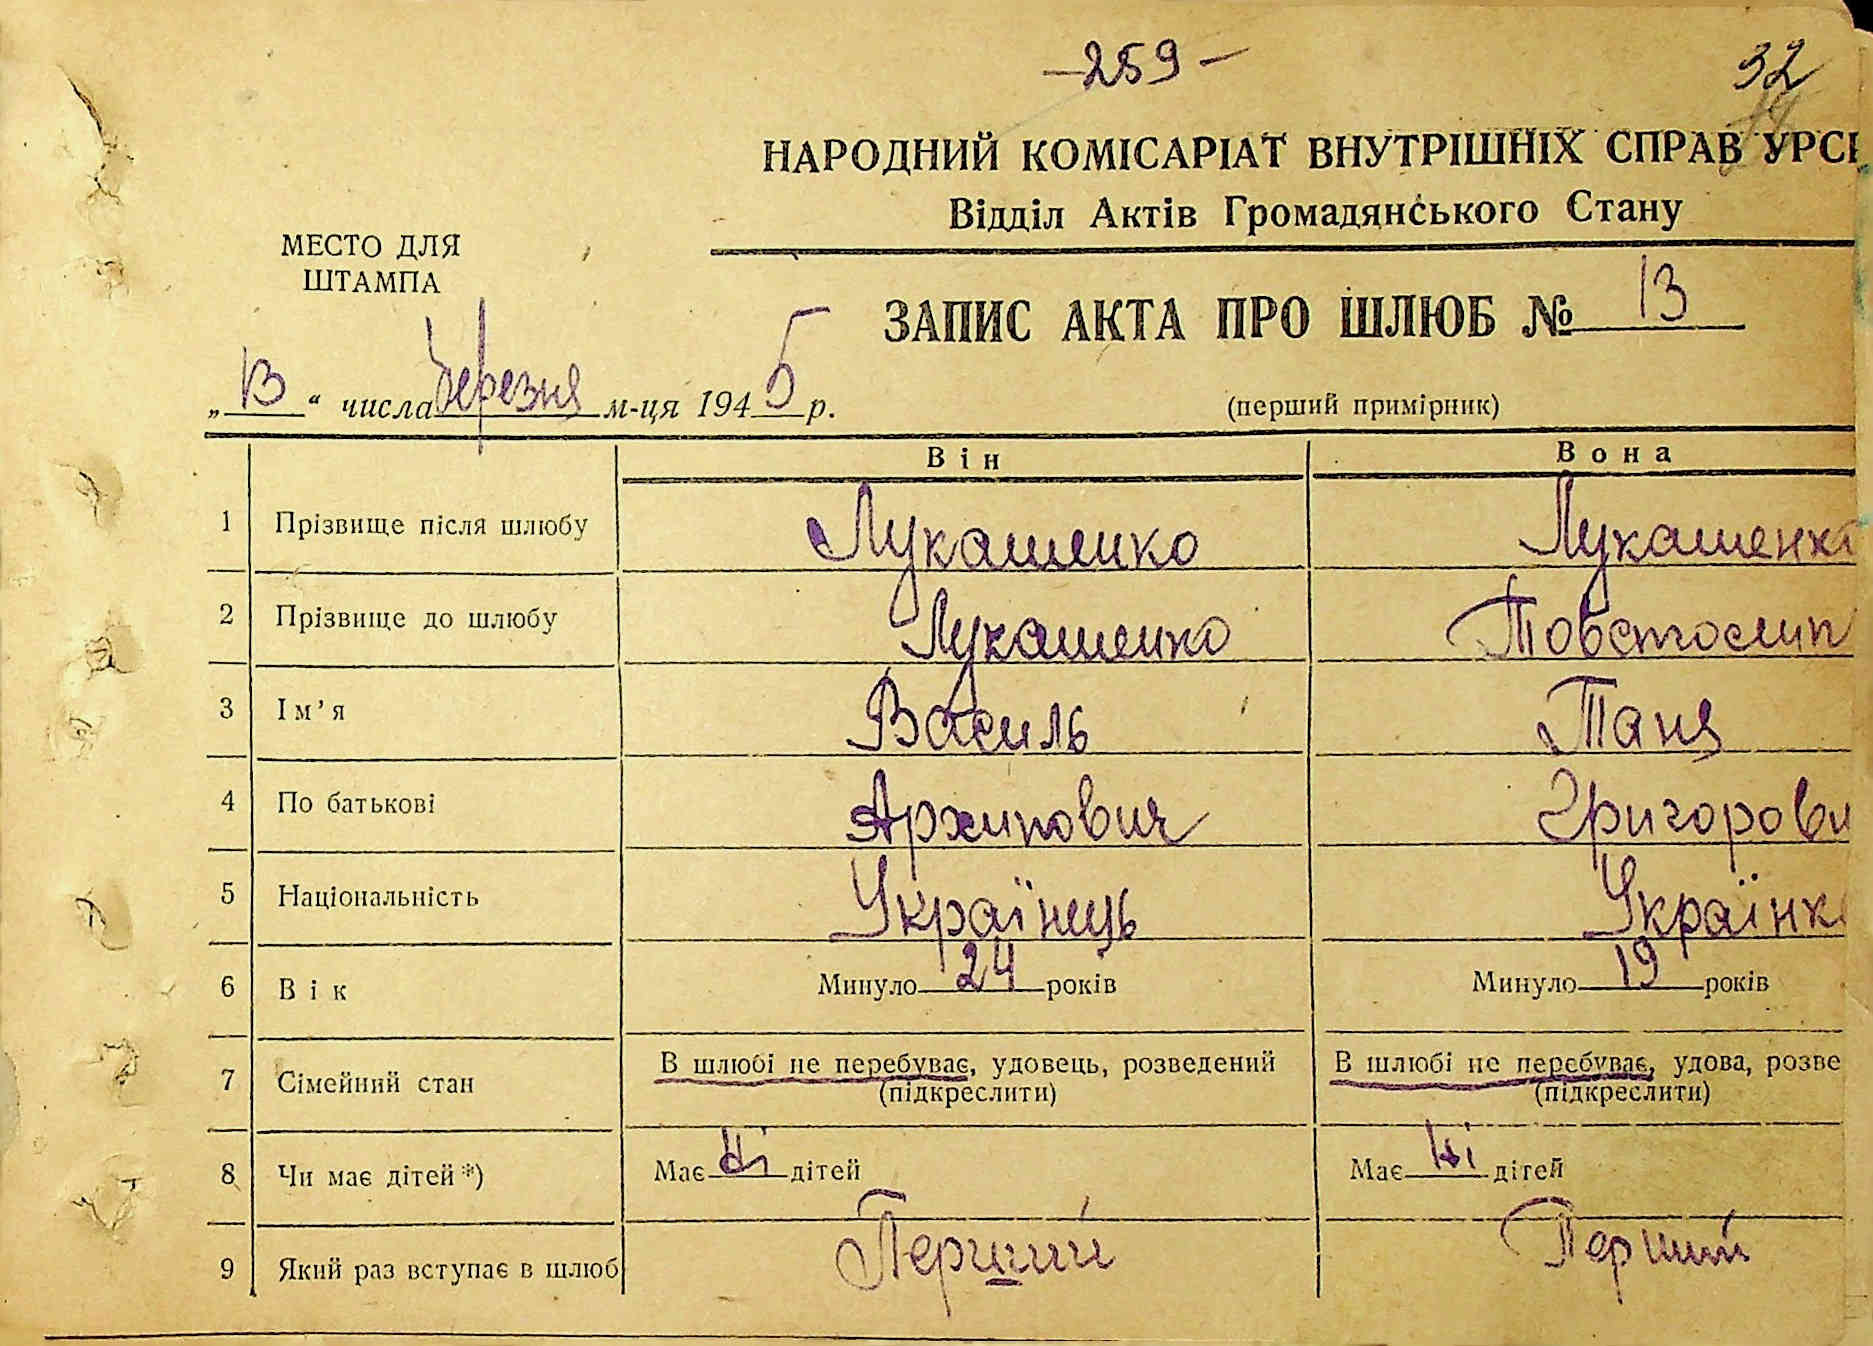 -259-
32
НАРОДНИЙ КОМІСАРІАТ ВНУТРІШНІХ СПРАВ УРСР
Відділ Актів Громадянського Стану
МЕСТО ДЛЯ
ШТАМПА
ЗАПИС АКТА ПРО ШЛЮБ № 13
„13“ числа березня м-ця 1945 р.
(перший примірник)
Він Вона
1 Прізвище після шлюбу Лукашенко Лукашенко
2 Прізвище до шлюбу Лукашенко Товстошип
3 Ім’я Василь Таня
4 По батькові Архипович Григорови
5 Національність Українець Українка
6 Вік Минуло 24 років Минуло 19 років
7 Сімейний стан В шлюбі не перебуває, удовець, розведений В шлюбі не перебуває, удова, розве
(підкреслити) (підкреслити)
8 Чи має дітей *) Має ні дітей Має ні дітей
9 Який раз вступає в шлюб Перший Перший